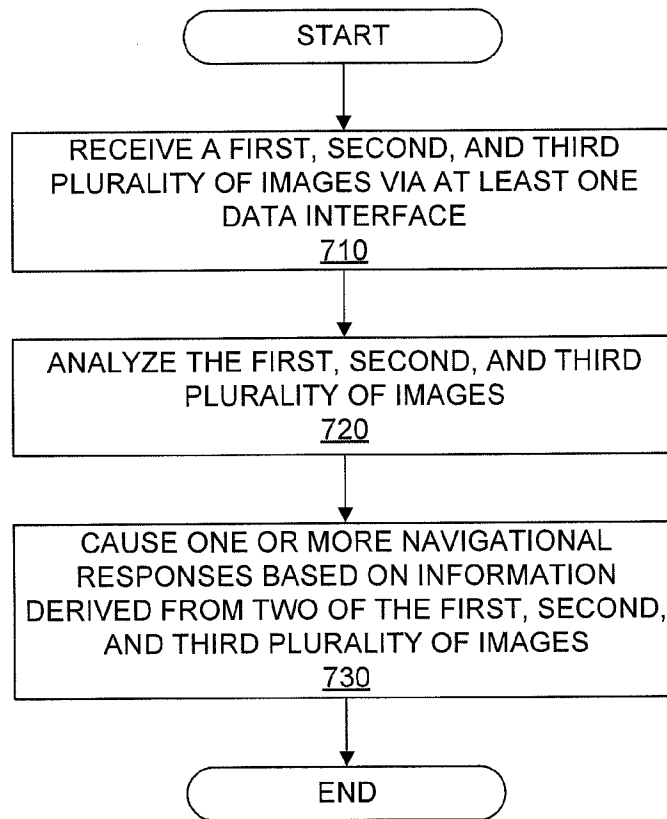 START
RECEIVE A FIRST, SECOND, AND THIRD
PLURALITY OF IMAGES VIA AT LEAST ONE
DATA INTERFACE
710
ANALYZE THE FIRST, SECOND, AND THIRD
PLURALITY OF IMAGES
720
CAUSE ONE OR MORE NAVIGATIONAL
RESPONSES BASED ON INFORMATION
DERIVED FROM TWO OF THE FIRST, SECOND,
AND THIRD PLURALITY OF IMAGES
730
END